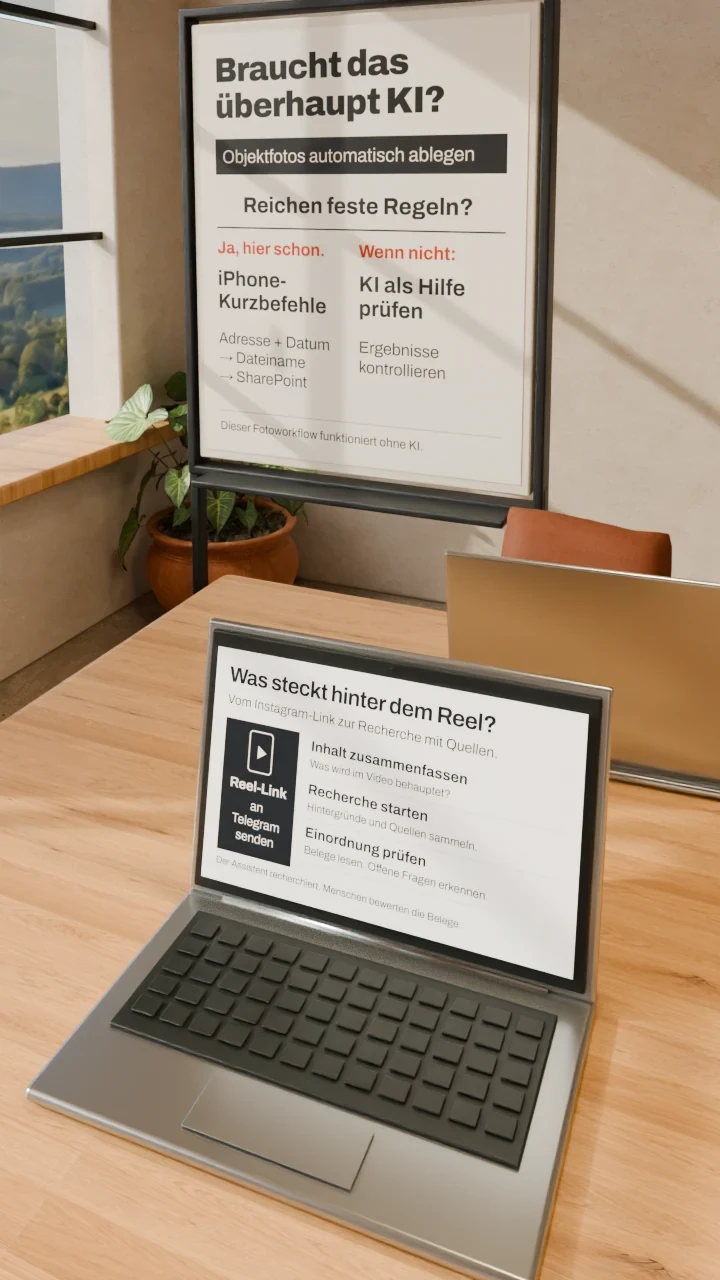 Braucht das
überhaupt KI?
Objektfotos automatisch ablegen
Reichen feste Regeln?
Ja, hier schon.
iPhone-
Kurzbefehle
Adresse + Datum
→ Dateiname
→ SharePoint
Wenn nicht:
KI als Hilfe
prüfen
Ergebnisse
kontrollieren
Dieser Fotoworkflow funktioniert ohne KI.
Was steckt hinter dem Reel?
Vom Instagram-Link zur Recherche mit Quellen.
Reel-Link
an
Telegram
senden
Inhalt zusammenfassen
Was wird im Video behauptet?
Recherche starten
Hintergründe und Quellen sammeln.
Einordnung prüfen
Belege lesen. Offene Fragen erkennen.
Der Assistent recherchiert. Menschen bewerten die Belege.